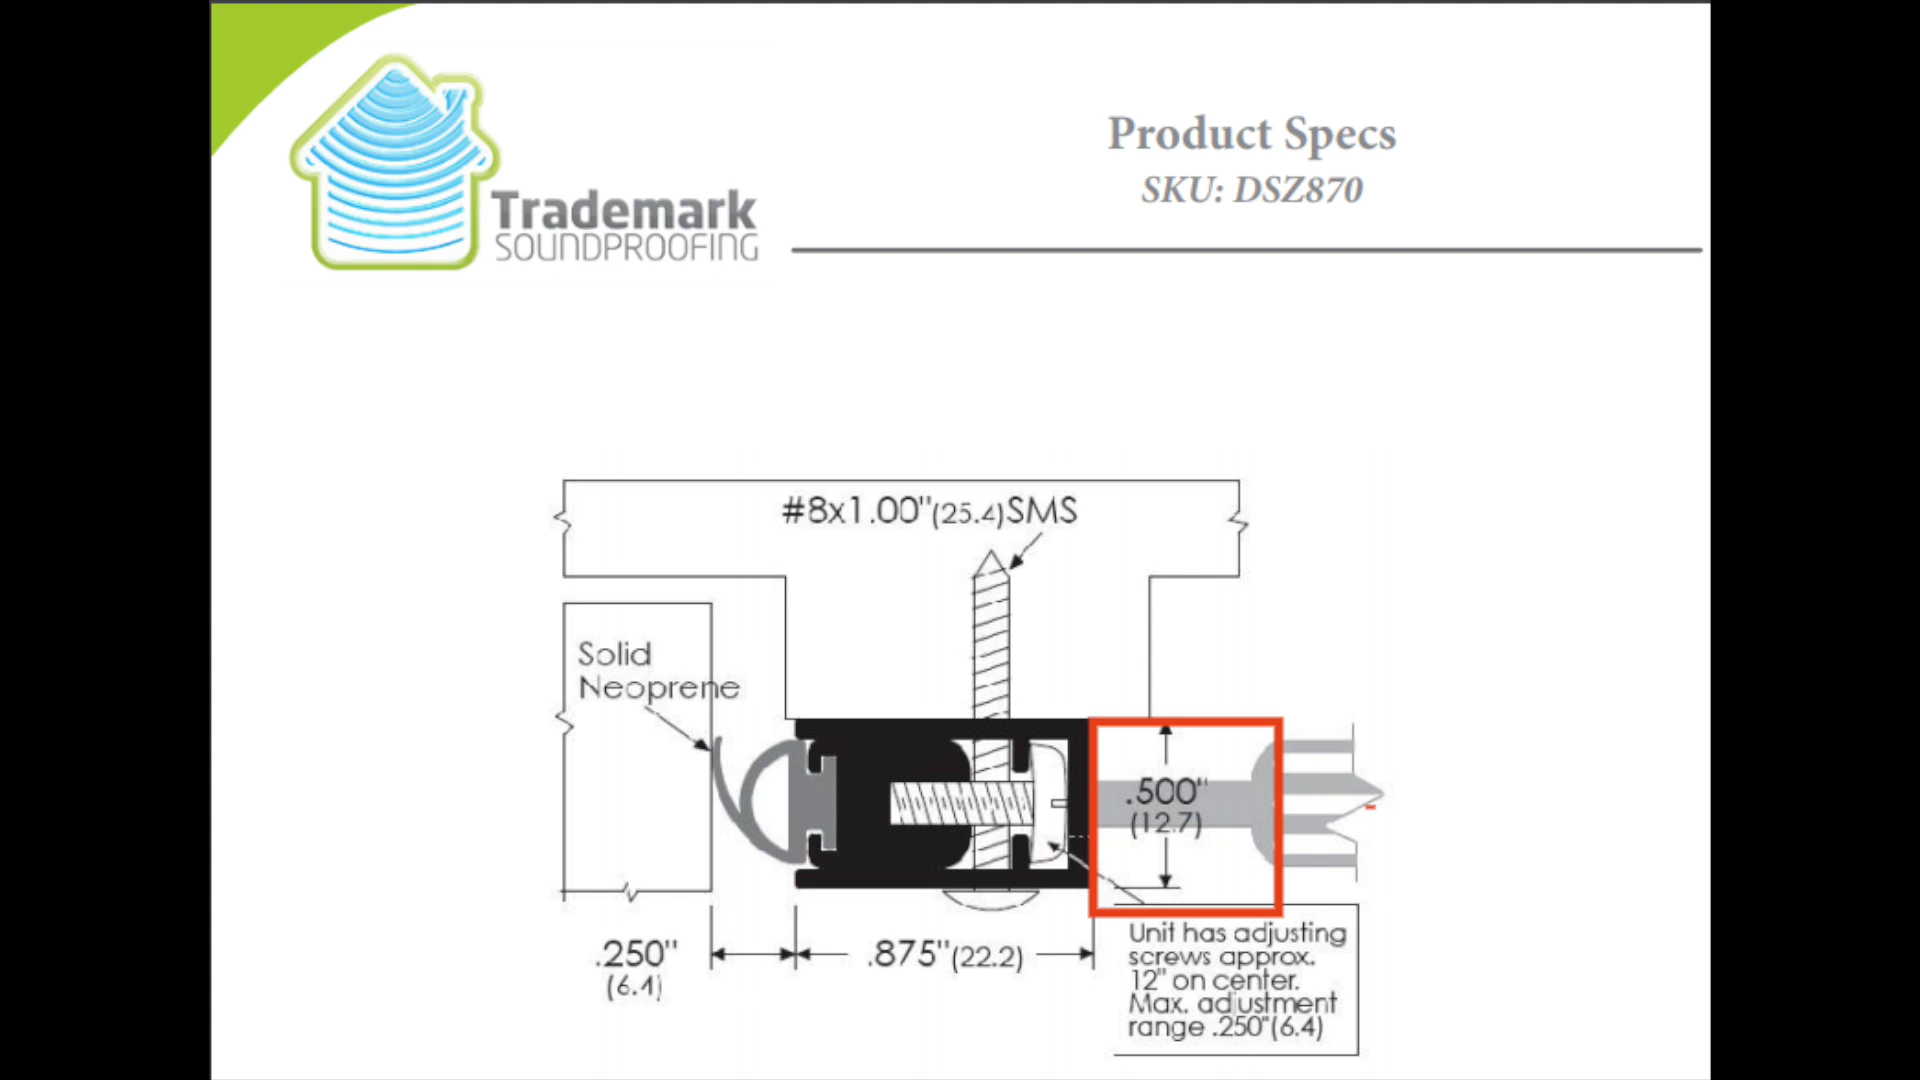 Trademark
SOUNDPROOFING
Product Specs
SKU: DSZ870
#8x1.00"(25.4)SMS
Solid
Neoprene
.500"
(12.7)
.250"
(6.4)
.875"(22.2)
Unit has adjusting
screws approx.
12" on center.
Max. adjustment
range .250"(6.4)